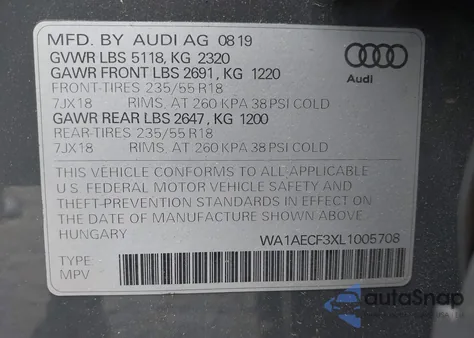 MFD. BY AUDI AG 08 19
GVWR LBS 5118, KG 2320
GAWR FRONT LBS 2691, KG 1220
FRONT-TIRES 235/55 R18
7JX18 RIMS, AT 260 KPA 38 PSI COLD
GAWR REAR LBS 2647, KG 1200
REAR-TIRES 235/55 R18
7JX18 RIMS, AT 260 KPA 38 PSI COLD
Audi
THIS VEHICLE CONFORMS TO ALL APPLICABLE
U.S. FEDERAL MOTOR VEHICLE SAFETY AND
THEFT-PREVENTION STANDARDS IN EFFECT ON
THE DATE OF MANUFACTURE SHOWN ABOVE.
HUNGARY
WA1AECF3XL1005708
TYPE:
MPV
autoSnap